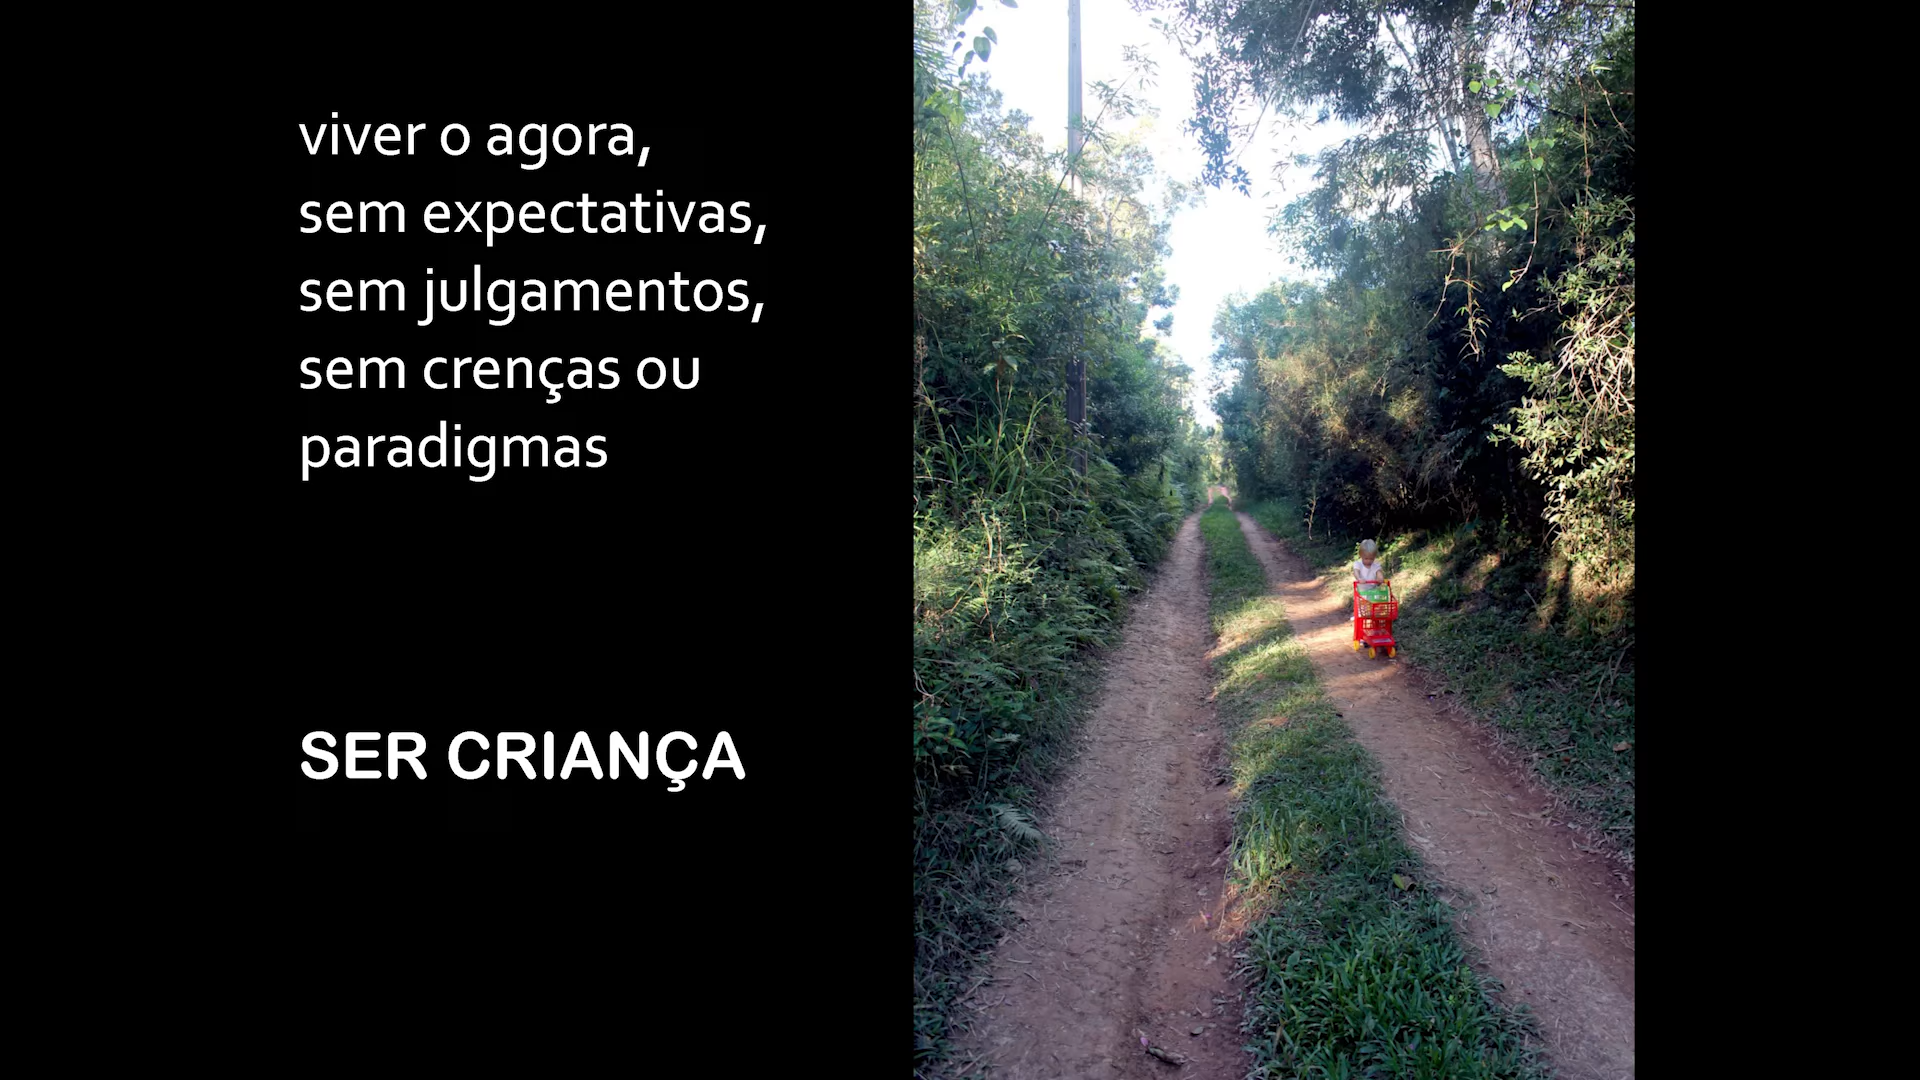 viver o agora,
sem expectativas,
sem julgamentos,
sem crenças ou
paradigmas
SER CRIANÇA